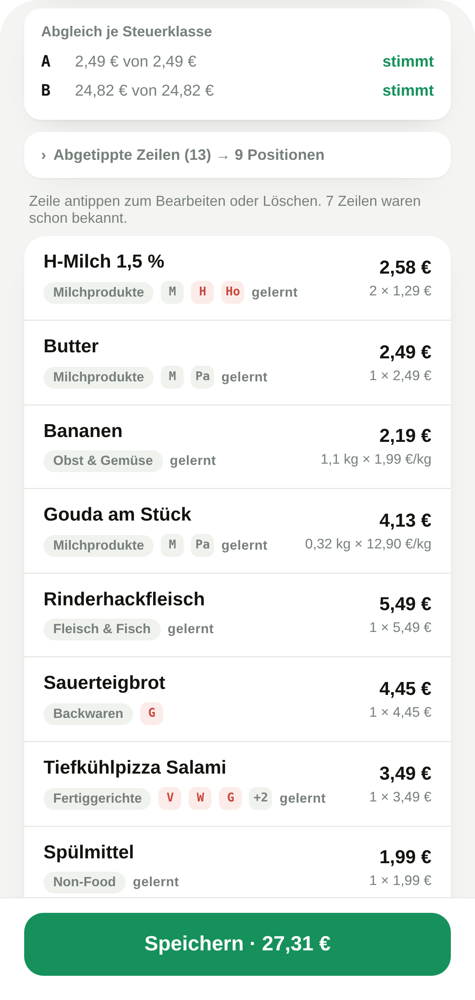 Abgleich je Steuerklasse
A 2,49 € von 2,49 € stimmt
B 24,82 € von 24,82 € stimmt
› Abgetippte Zeilen (13) → 9 Positionen
Zeile antippen zum Bearbeiten oder Löschen. 7 Zeilen waren
schon bekannt.
H-Milch 1,5 %
2,58 €
Milchprodukte M H Ho gelernt
2 × 1,29 €
Butter
2,49 €
Milchprodukte M Pa gelernt
1 × 2,49 €
Bananen
2,19 €
Obst & Gemüse gelernt
1,1 kg × 1,99 €/kg
Gouda am Stück
4,13 €
Milchprodukte M Pa gelernt
0,32 kg × 12,90 €/kg
Rinderhackfleisch
5,49 €
Fleisch & Fisch gelernt
1 × 5,49 €
Sauerteigbrot
4,45 €
Backwaren G
1 × 4,45 €
Tiefkühlpizza Salami
3,49 €
Fertiggerichte V W G +2 gelernt
1 × 3,49 €
Spülmittel
1,99 €
Non-Food gelernt
1 × 1,99 €
Speichern · 27,31 €